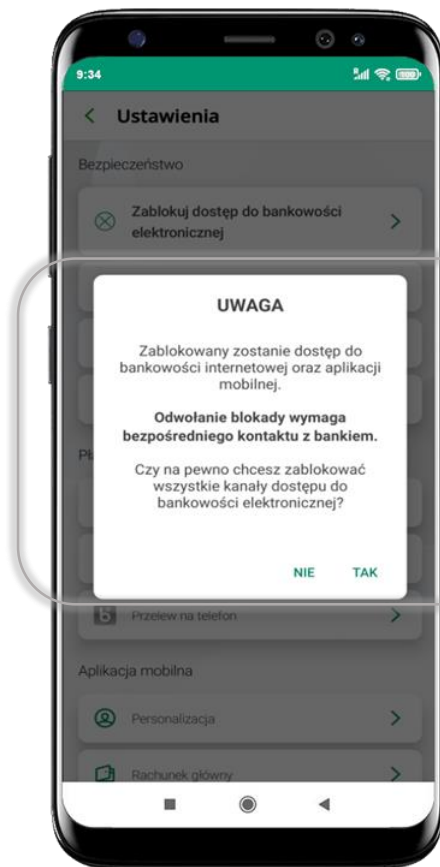 9:34
Ustawienia
Bezpieczeństwo
Zablokuj dostęp do bankowości
elektronicznej
UWAGA
Zablokowany zostanie dostęp do
bankowości internetowej oraz aplikacji
mobilnej.
Odwołanie blokady wymaga
bezpośredniego kontaktu z bankiem.
Czy na pewno chcesz zablokować
wszystkie kanały dostępu do
bankowości elektronicznej?
NIE TAK
Przelew na telefon
Aplikacja mobilna
Personalizacja
Rachunek główny